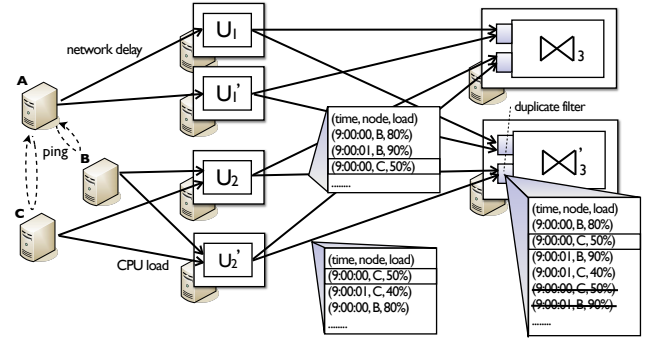 network delay
U1
3
A
U1'
duplicate filter
(time, node, load)
(9:00:00, B, 80%)
(9:00:01, B, 90%)
(9:00:00, C, 50%)
........
ping
B
U2
3'
C
CPU load
U2'
(time, node, load)
(9:00:00, C, 50%)
(9:00:01, C, 40%)
(9:00:00, B, 80%)
........
(time, node, load)
(9:00:00, B, 80%)
(9:00:00, C, 50%)
(9:00:01, B, 90%)
(9:00:01, C, 40%)
(9:00:00, C, 50%)
(9:00:01, B, 90%)
........